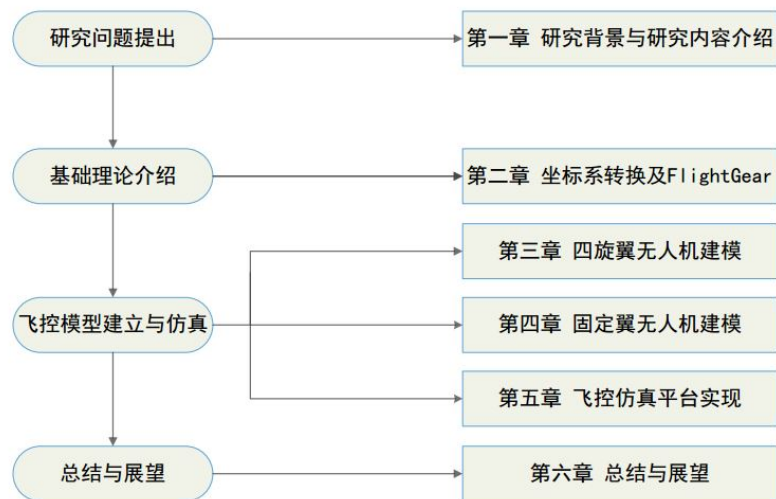 研究问题提出
第一章 研究背景与研究内容介绍
基础理论介绍
第二章 坐标系转换及FlightGear
第三章 四旋翼无人机建模
飞控模型建立与仿真
第四章 固定翼无人机建模
第五章 飞控仿真平台实现
总结与展望
第六章 总结与展望